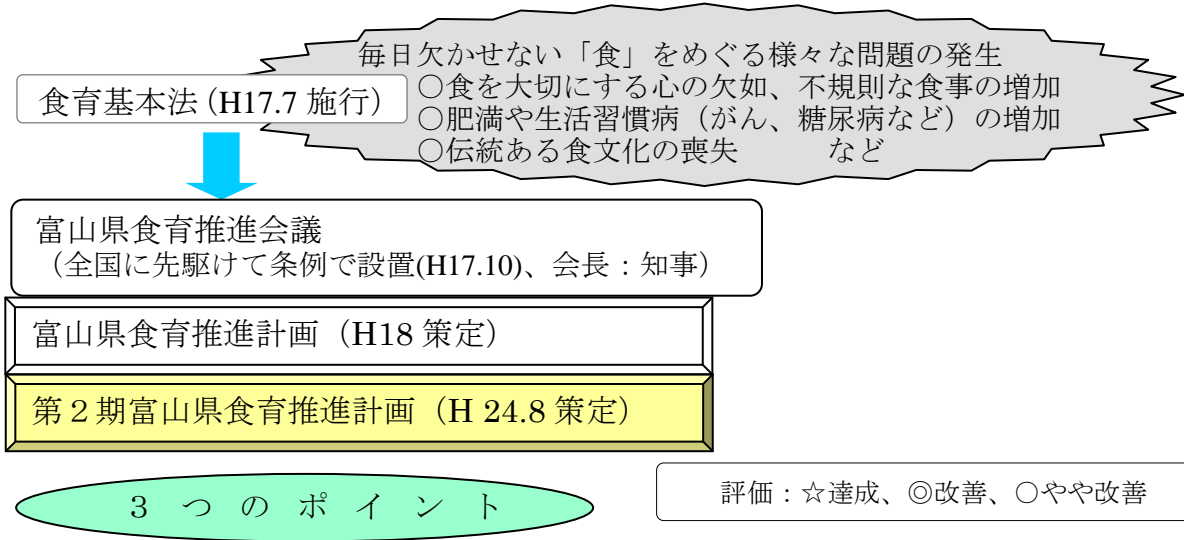 毎日欠かせない「食」をめぐる様々な問題の発生
○食を大切にする心の欠如、不規則な食事の増加
○肥満や生活習慣病（がん、糖尿病など）の増加
○伝統ある食文化の喪失　　　など
食育基本法（H17.7 施行）
富山県食育推進会議
（全国に先駆けて条例で設置(H17.10)、会長：知事）
富山県食育推進計画（H18 策定）
第２期富山県食育推進計画（H 24.8 策定）
３　つ　の　ポ　イ　ン　ト
評価：☆達成、◎改善、○やや改善